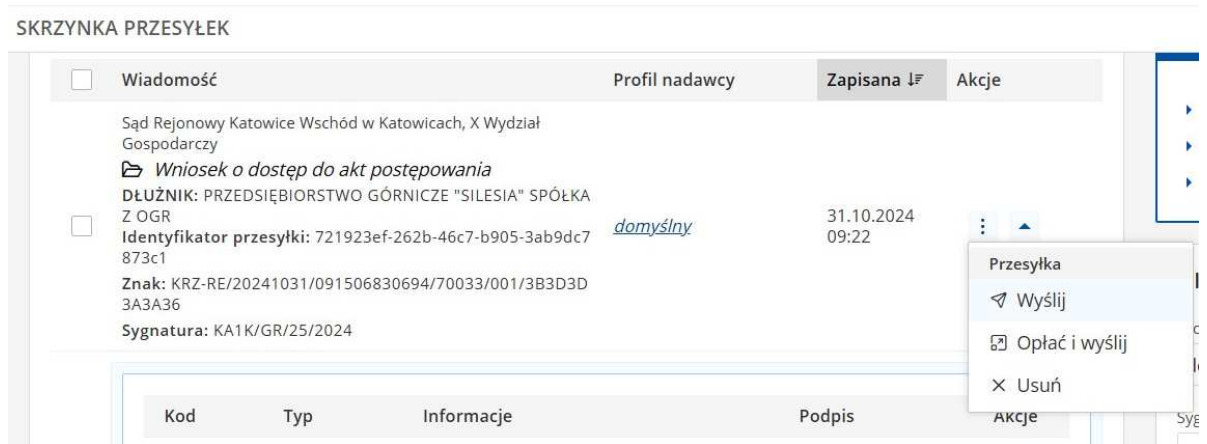 SKRZYNKA PRZESYŁEK
Wiadomość
Profil nadawcy
Zapisana
Akcje
Sąd Rejonowy Katowice Wschód w Katowicach, X Wydział
Gospodarczy
Wniosek o dostęp do akt postępowania
DŁUŻNIK: PRZEDSIĘBIORSTWO GÓRNICZE "SILESIA" SPÓŁKA
Z OGR
Identyfikator przesyłki: 721923ef-262b-46c7-b905-3ab9dc7
873c1
Znak: KRZ-RE/20241031/091506830694/70033/001/3B3D3D
3A3A36
Sygnatura: KA1K/GR/25/2024
domyślny
31.10.2024
09:22
Przesyłka
Wyślij
Opłać i wyślij
Usuń
Kod
Typ
Informacje
Podpis
Akcje